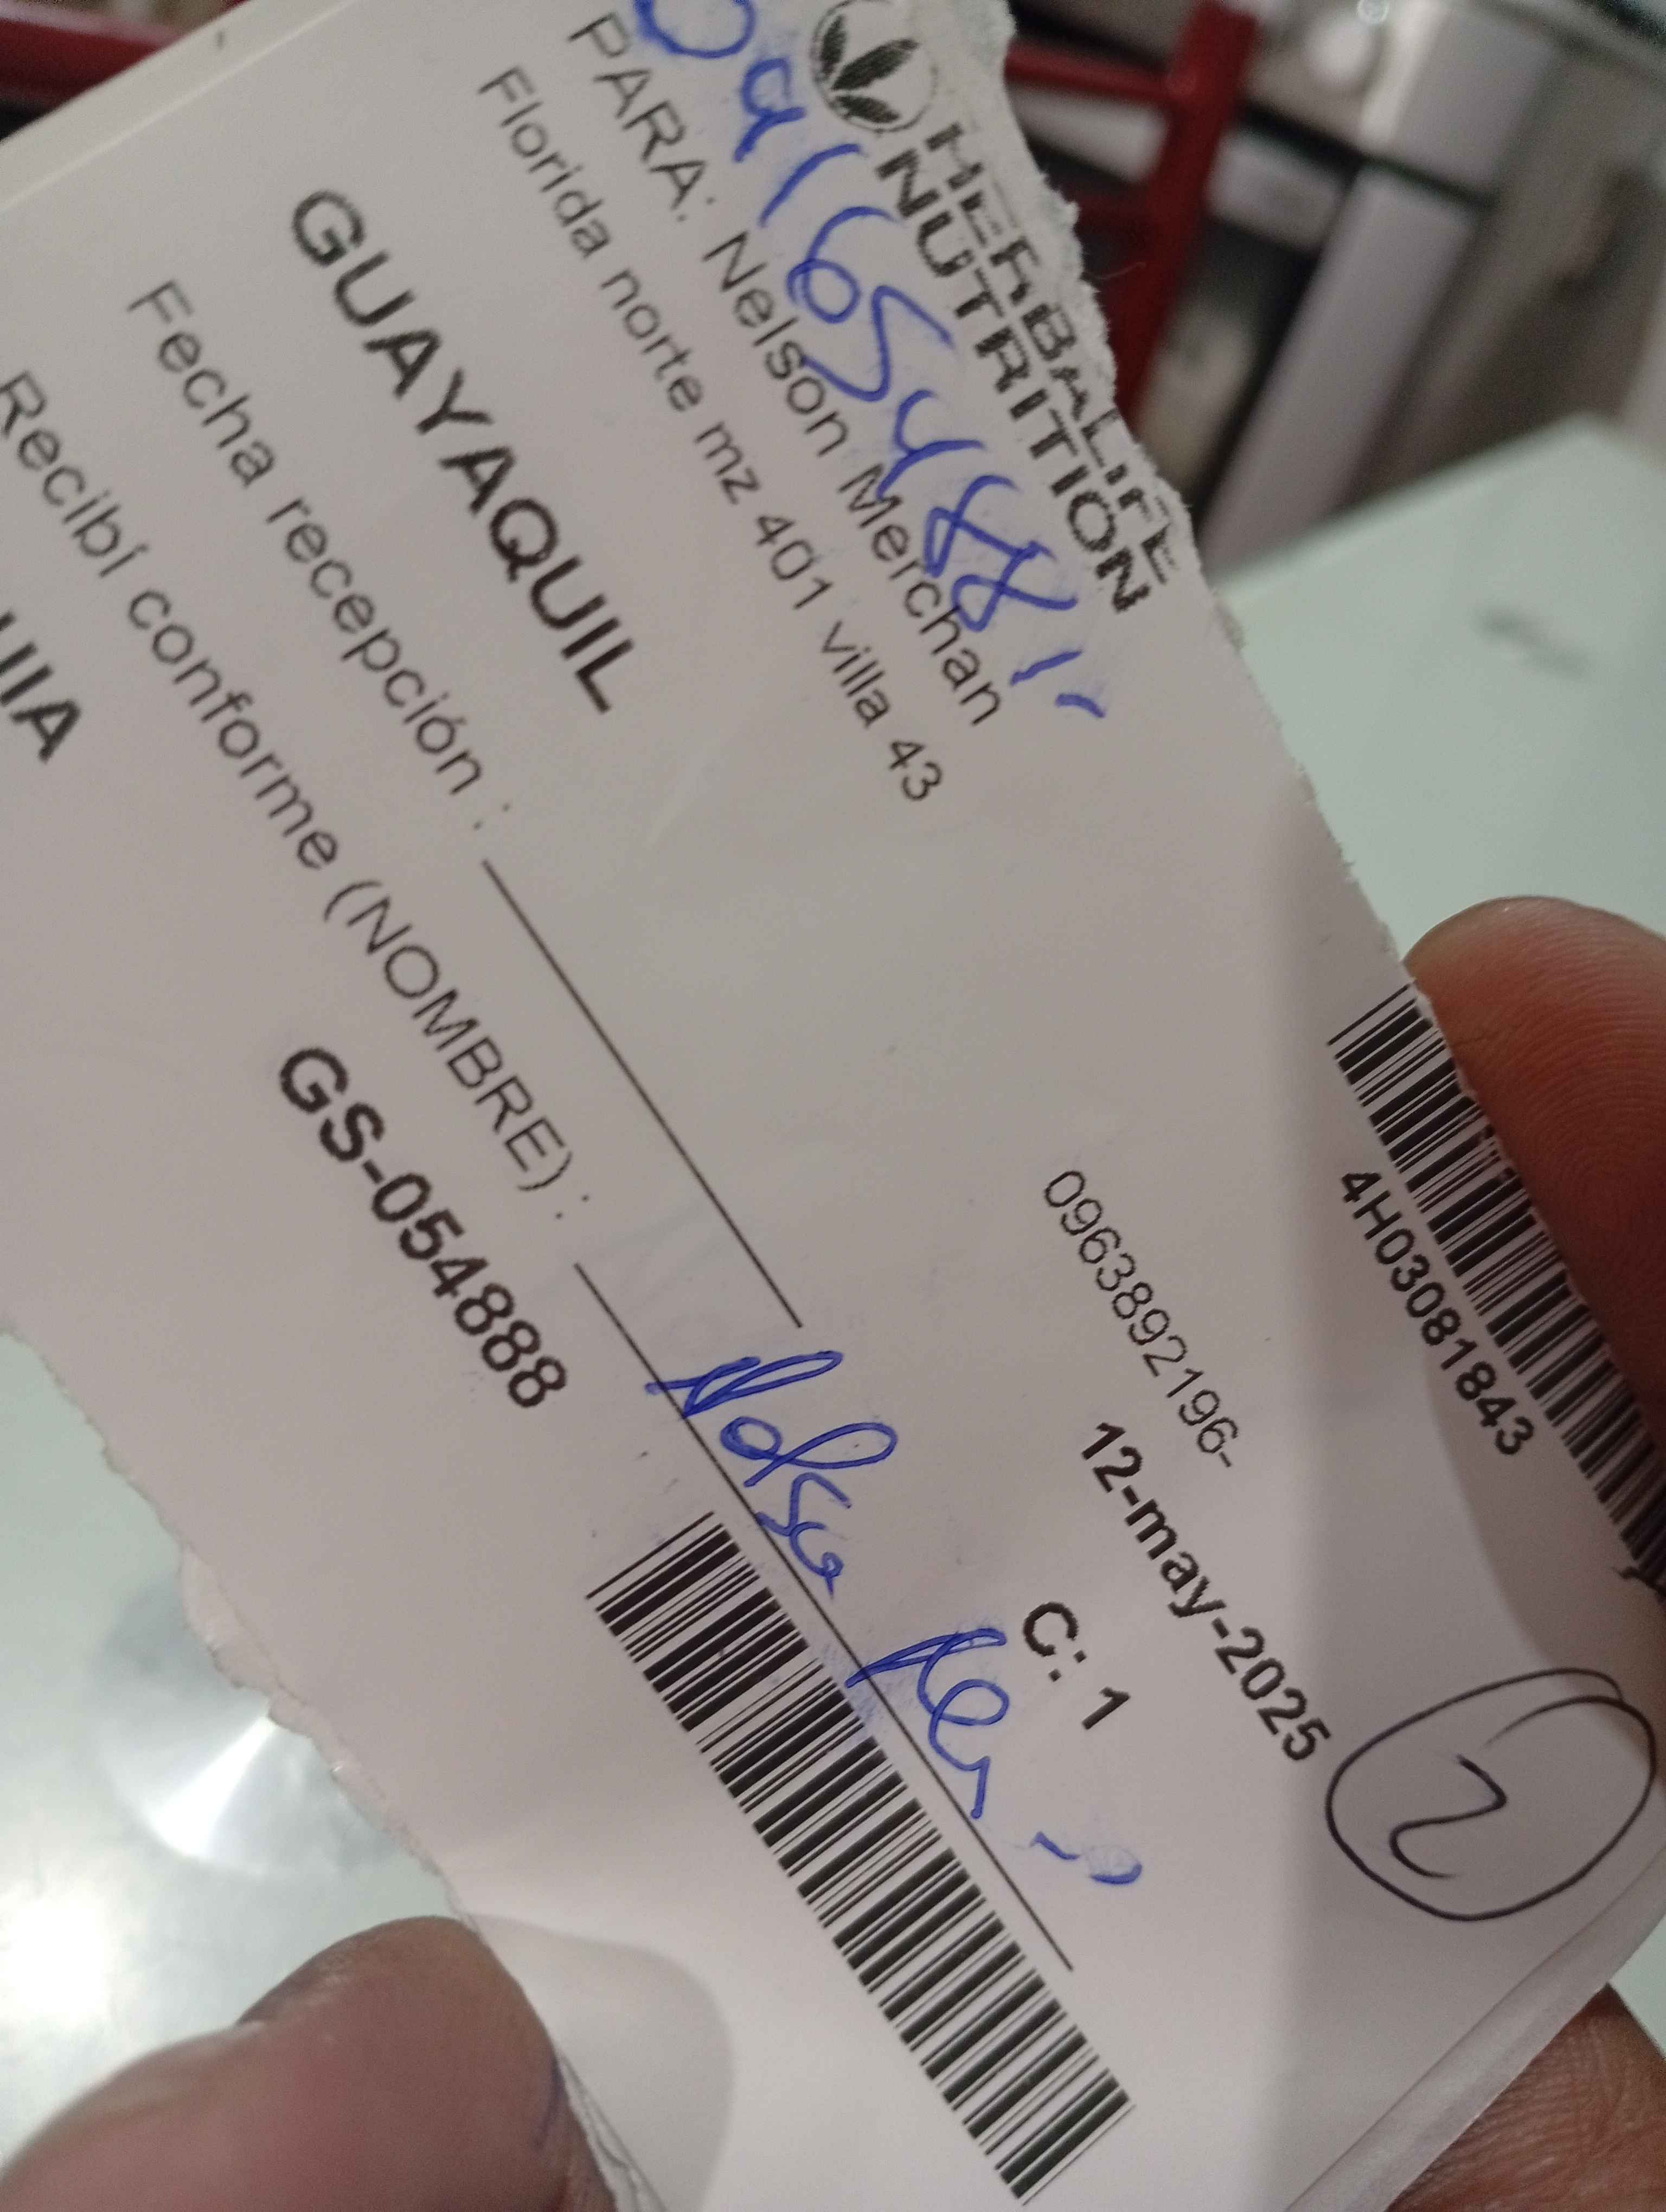 HERBALIFE
NUTRITION
4H03081843
PARA: Nelson Merchan
0963892196-
Florida norte mz 401 villa 43
12-may-2025
2
GUAYAQUIL
C: 1
Fecha recepción :
Recibí conforme (NOMBRE) :
GS-054888